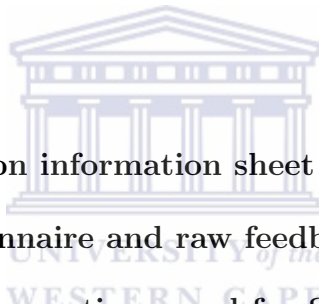 on information sheet
nnaire and raw feedb
UNIVERSITY of the
WESTERN CAPE